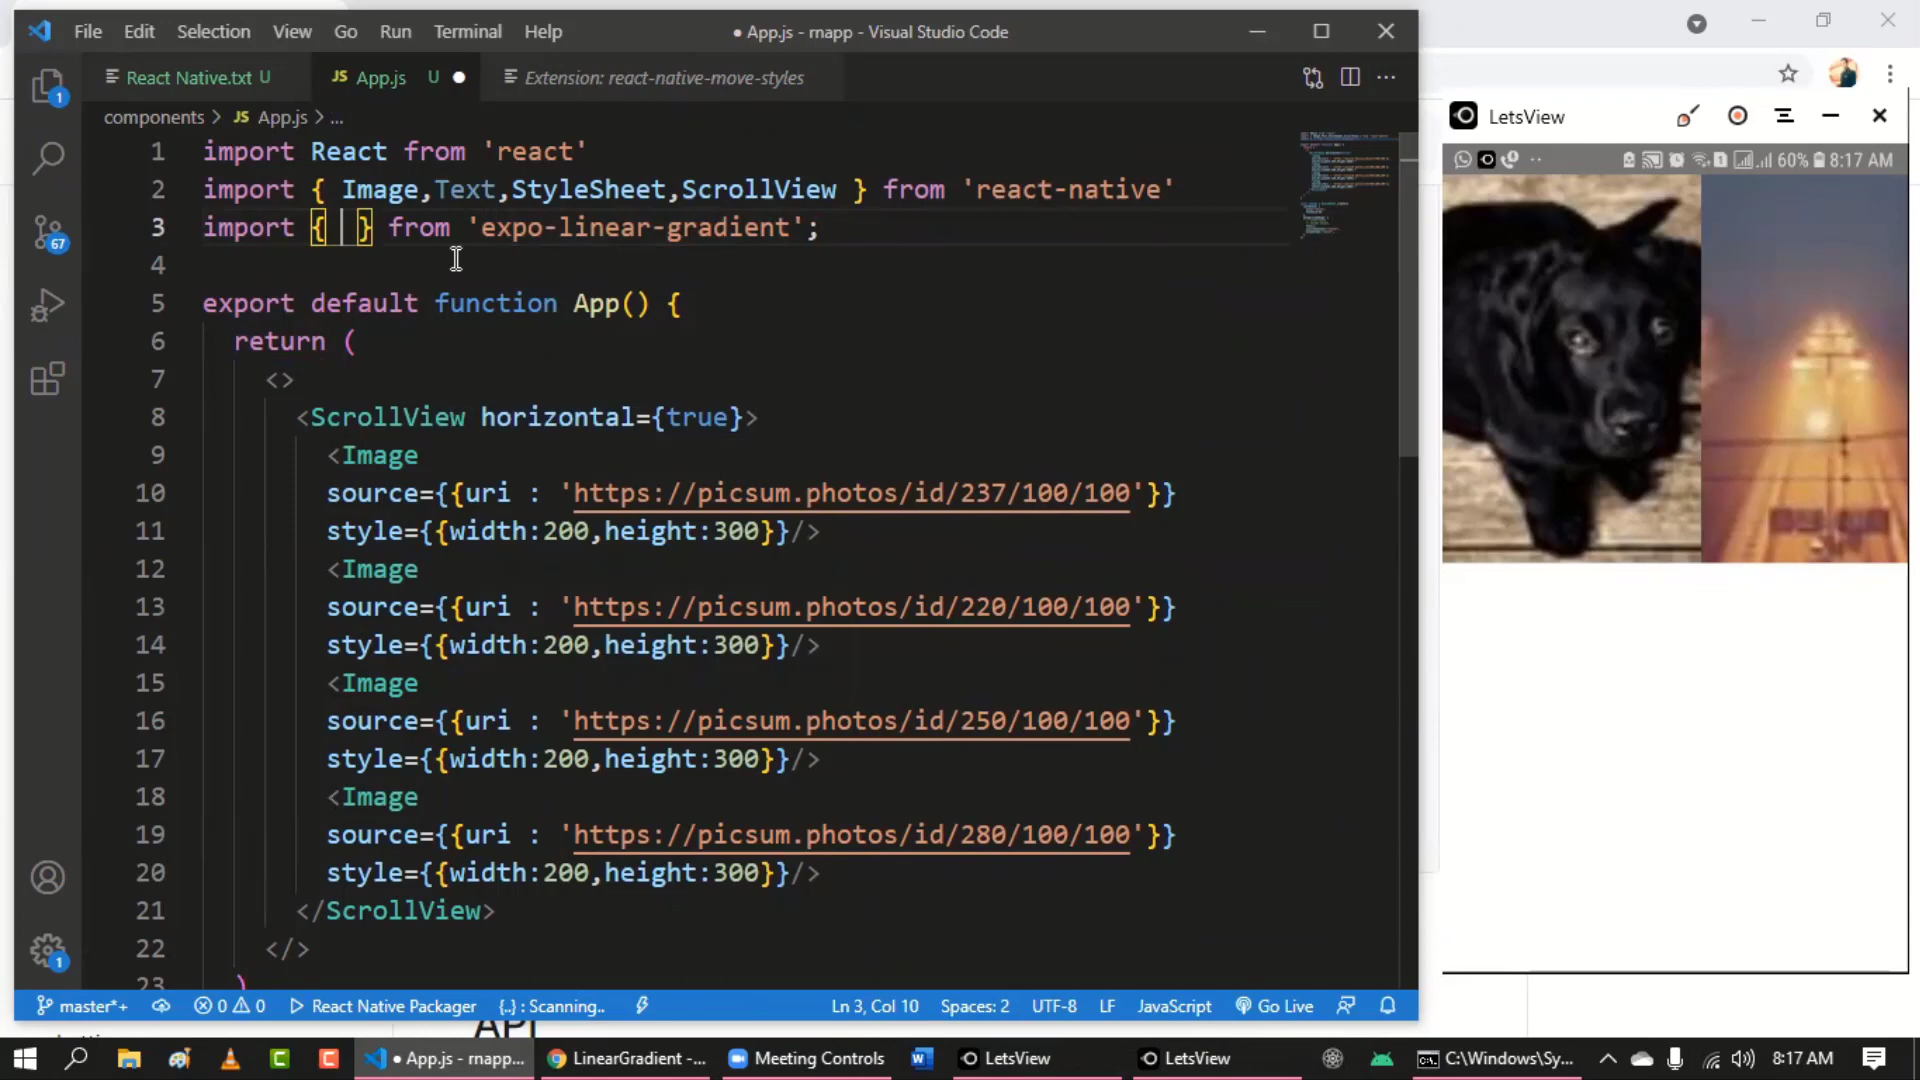 File Edit Selection View Go Run Terminal Help ● App.js - rnapp - Visual Studio Code
React Native.txt U JS App.js U ● Extension: react-native-move-styles
components > JS App.js > ...
1 import React from 'react'
2 import { Image,Text,StyleSheet,ScrollView } from 'react-native'
3 import { } from 'expo-linear-gradient';
4
5 export default function App() {
6 return (
7 <>
8 <ScrollView horizontal={true}>
9 <Image
10 source={{uri : 'https://picsum.photos/id/237/100/100'}}
11 style={{width:200,height:300}}/>
12 <Image
13 source={{uri : 'https://picsum.photos/id/220/100/100'}}
14 style={{width:200,height:300}}/>
15 <Image
16 source={{uri : 'https://picsum.photos/id/250/100/100'}}
17 style={{width:200,height:300}}/>
18 <Image
19 source={{uri : 'https://picsum.photos/id/280/100/100'}}
20 style={{width:200,height:300}}/>
21 </ScrollView>
22 </>
23 )
1
67
1
master*+ 0 0 React Native Packager {..} : Scanning.. Ln 3, Col 10 Spaces: 2 UTF-8 LF JavaScript Go Live
API
LetsView
60% 8:17 AM
● App.js - rnapp... LinearGradient -... Meeting Controls LetsView LetsView C:\Windows\Sy... 8:17 AM